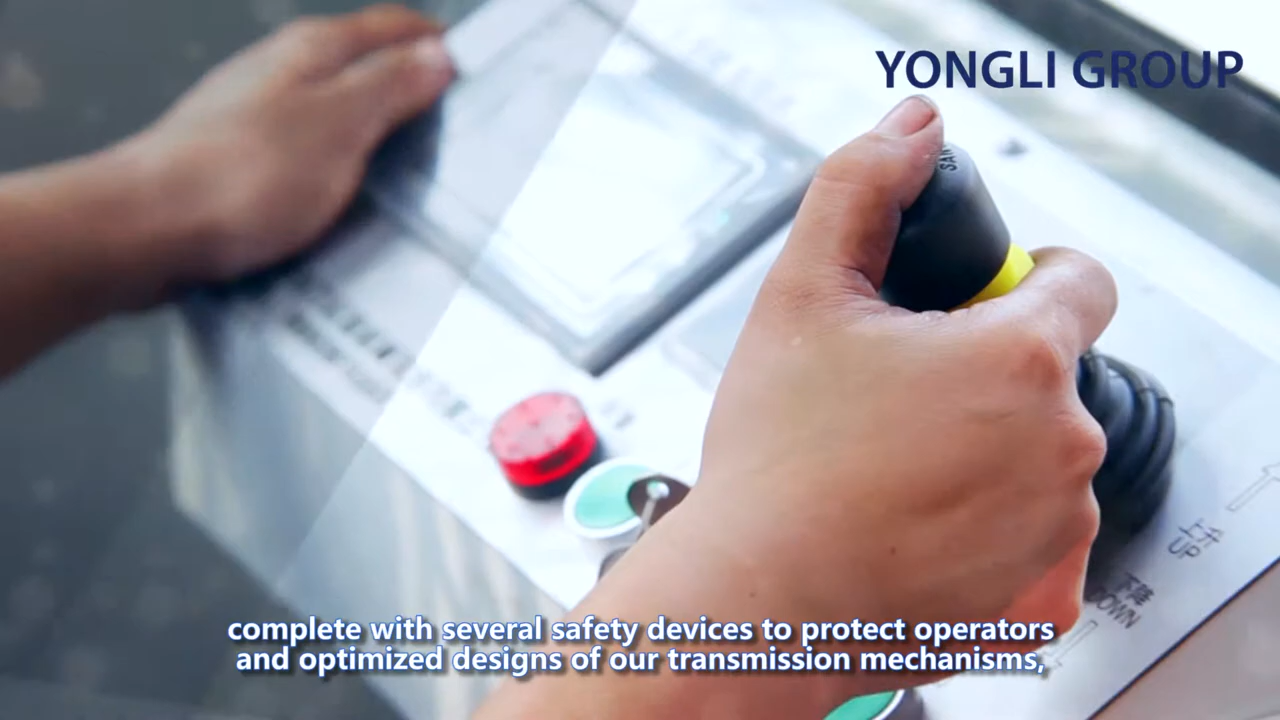 YONGLI GROUP
SAN
上升
UP
下降
DOWN
complete with several safety devices to protect operators
and optimized designs of our transmission mechanisms,